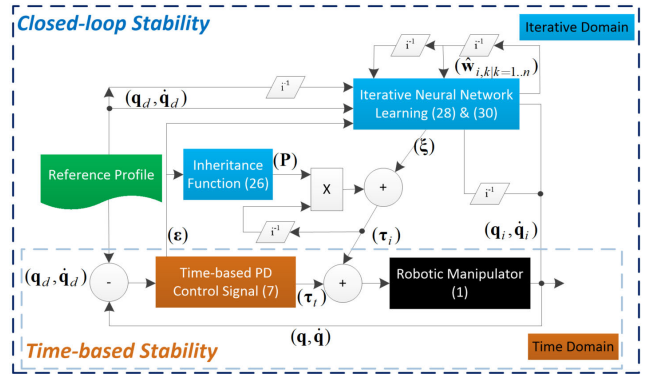 Closed-loop Stability
Iterative Domain
i⁻¹
i⁻¹
(ŵ_{i,k|k=1..n})
i⁻¹
(q_d, q̇_d)
Iterative Neural Network
Learning (28) & (30)
(ξ)
Reference Profile
Inheritance
Function (26)
(P)
X
+
i⁻¹
i⁻¹
(ε)
(τ_i)
(q_i, q̇_i)
(q_d, q̇_d)
-
Time-based PD
Control Signal (7)
(τ_t)
+
Robotic Manipulator
(1)
(q, q̇)
Time-based Stability
Time Domain